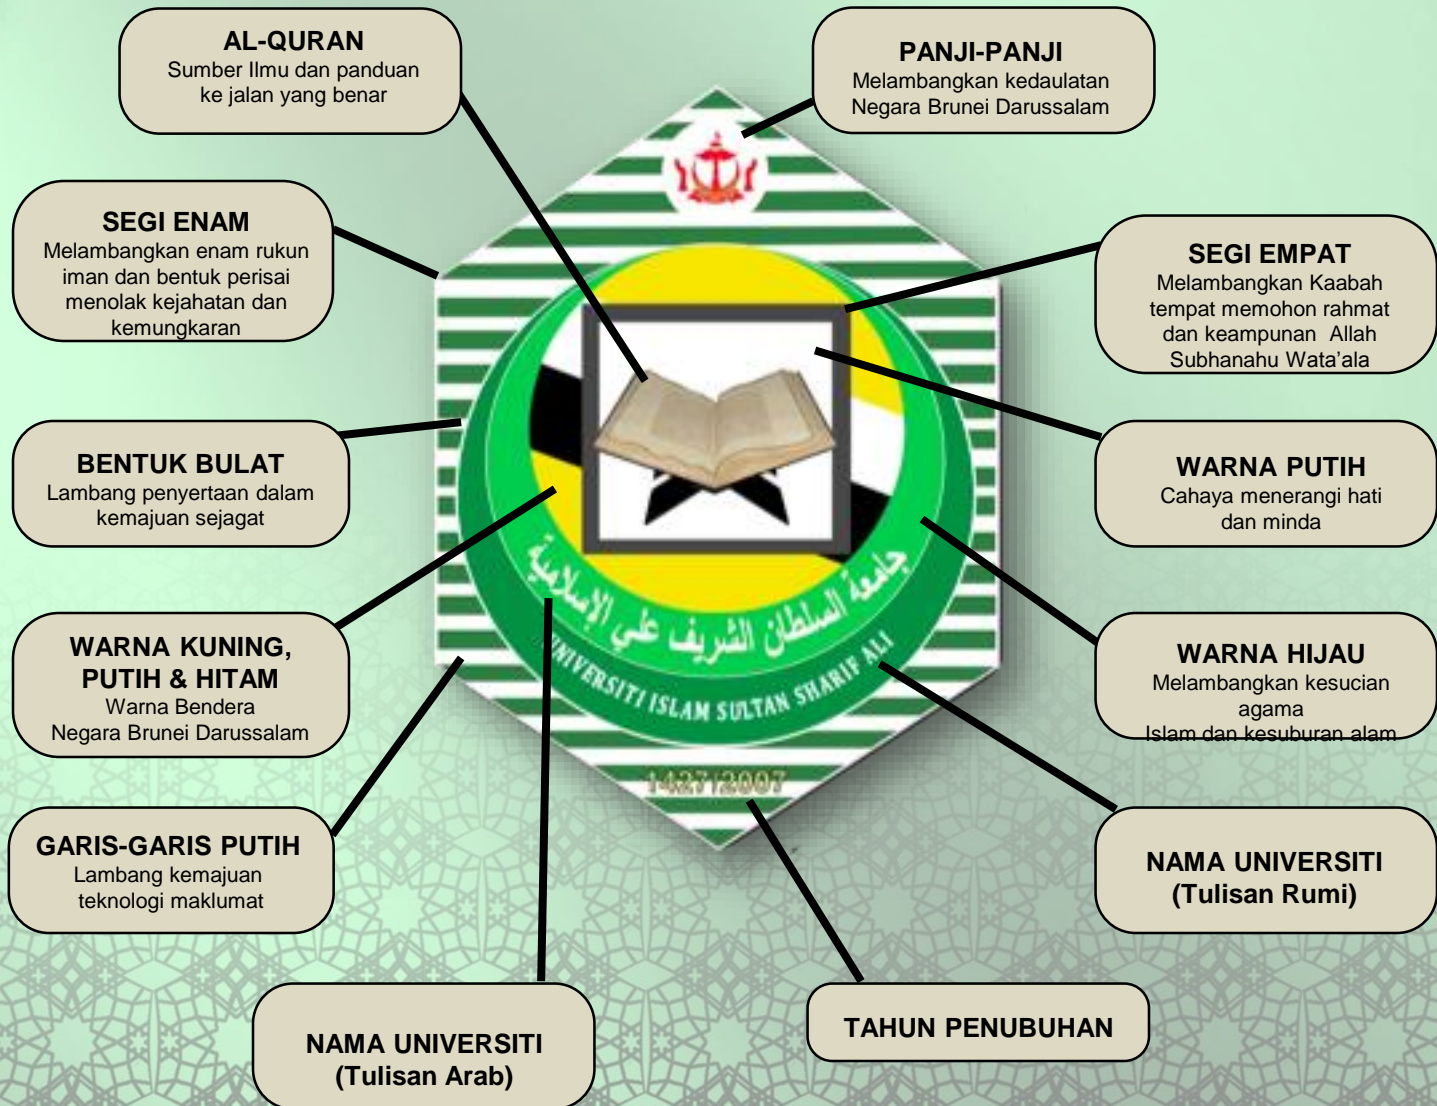 AL-QURAN
Sumber Ilmu dan panduan
ke jalan yang benar
PANJI-PANJI
Melambangkan kedaulatan
Negara Brunei Darussalam
SEGI ENAM
Melambangkan enam rukun
iman dan bentuk perisai
menolak kejahatan dan
kemungkaran
SEGI EMPAT
Melambangkan Kaabah
tempat memohon rahmat
dan keampunan  Allah
Subhanahu Wata’ala
BENTUK BULAT
Lambang penyertaan dalam
kemajuan sejagat
WARNA PUTIH
Cahaya menerangi hati
dan minda
WARNA KUNING,
PUTIH & HITAM
Warna Bendera
Negara Brunei Darussalam
جامعة السلطان الشريف علي الإسلامية
UNIVERSITI ISLAM SULTAN SHARIF ALI
1427/2007
WARNA HIJAU
Melambangkan kesucian
agama
Islam dan kesuburan alam
GARIS-GARIS PUTIH
Lambang kemajuan
teknologi maklumat
NAMA UNIVERSITI
(Tulisan Rumi)
NAMA UNIVERSITI
(Tulisan Arab)
TAHUN PENUBUHAN